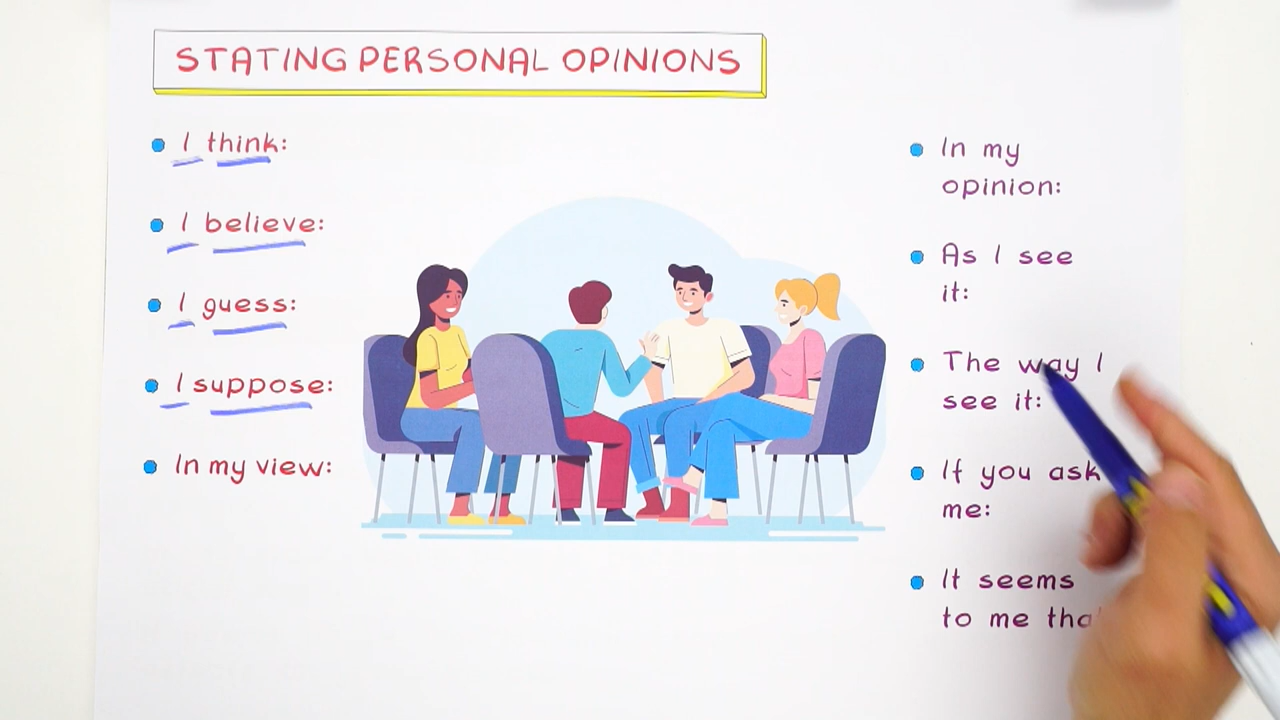 STATING PERSONAL OPINIONS
I think:
I believe:
I guess:
I suppose:
In my view:
In my
opinion:
As I see
it:
The way I
see it:
If you ask
me:
It seems
to me